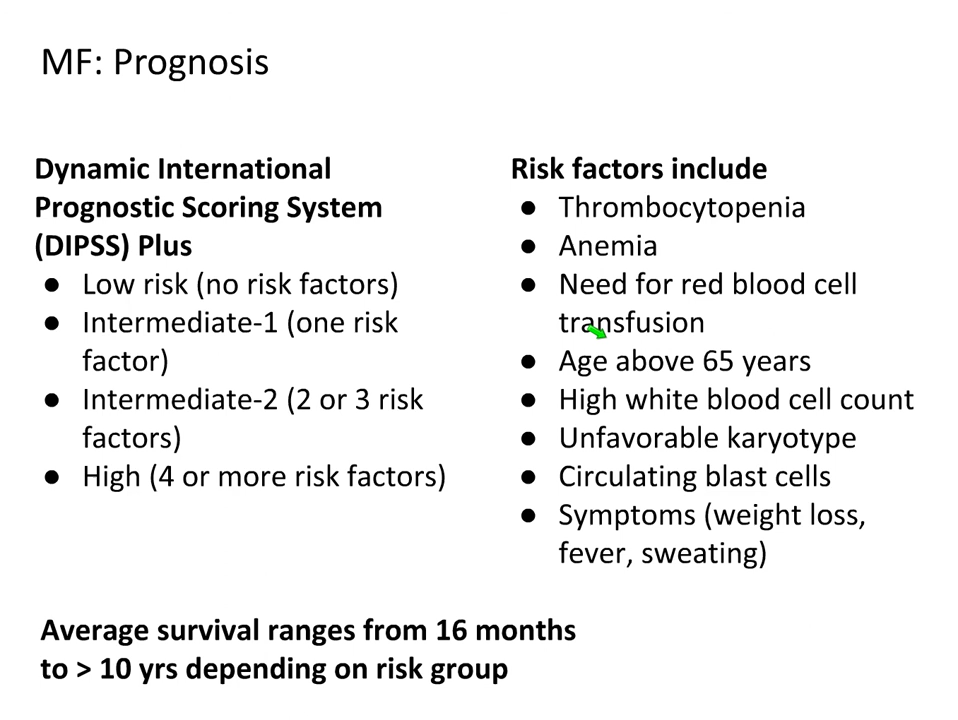 MF: Prognosis
Dynamic International
Prognostic Scoring System
(DIPSS) Plus
● Low risk (no risk factors)
● Intermediate-1 (one risk
factor)
● Intermediate-2 (2 or 3 risk
factors)
● High (4 or more risk factors)
Risk factors include
● Thrombocytopenia
● Anemia
● Need for red blood cell
transfusion
● Age above 65 years
● High white blood cell count
● Unfavorable karyotype
● Circulating blast cells
● Symptoms (weight loss,
fever, sweating)
Average survival ranges from 16 months
to > 10 yrs depending on risk group